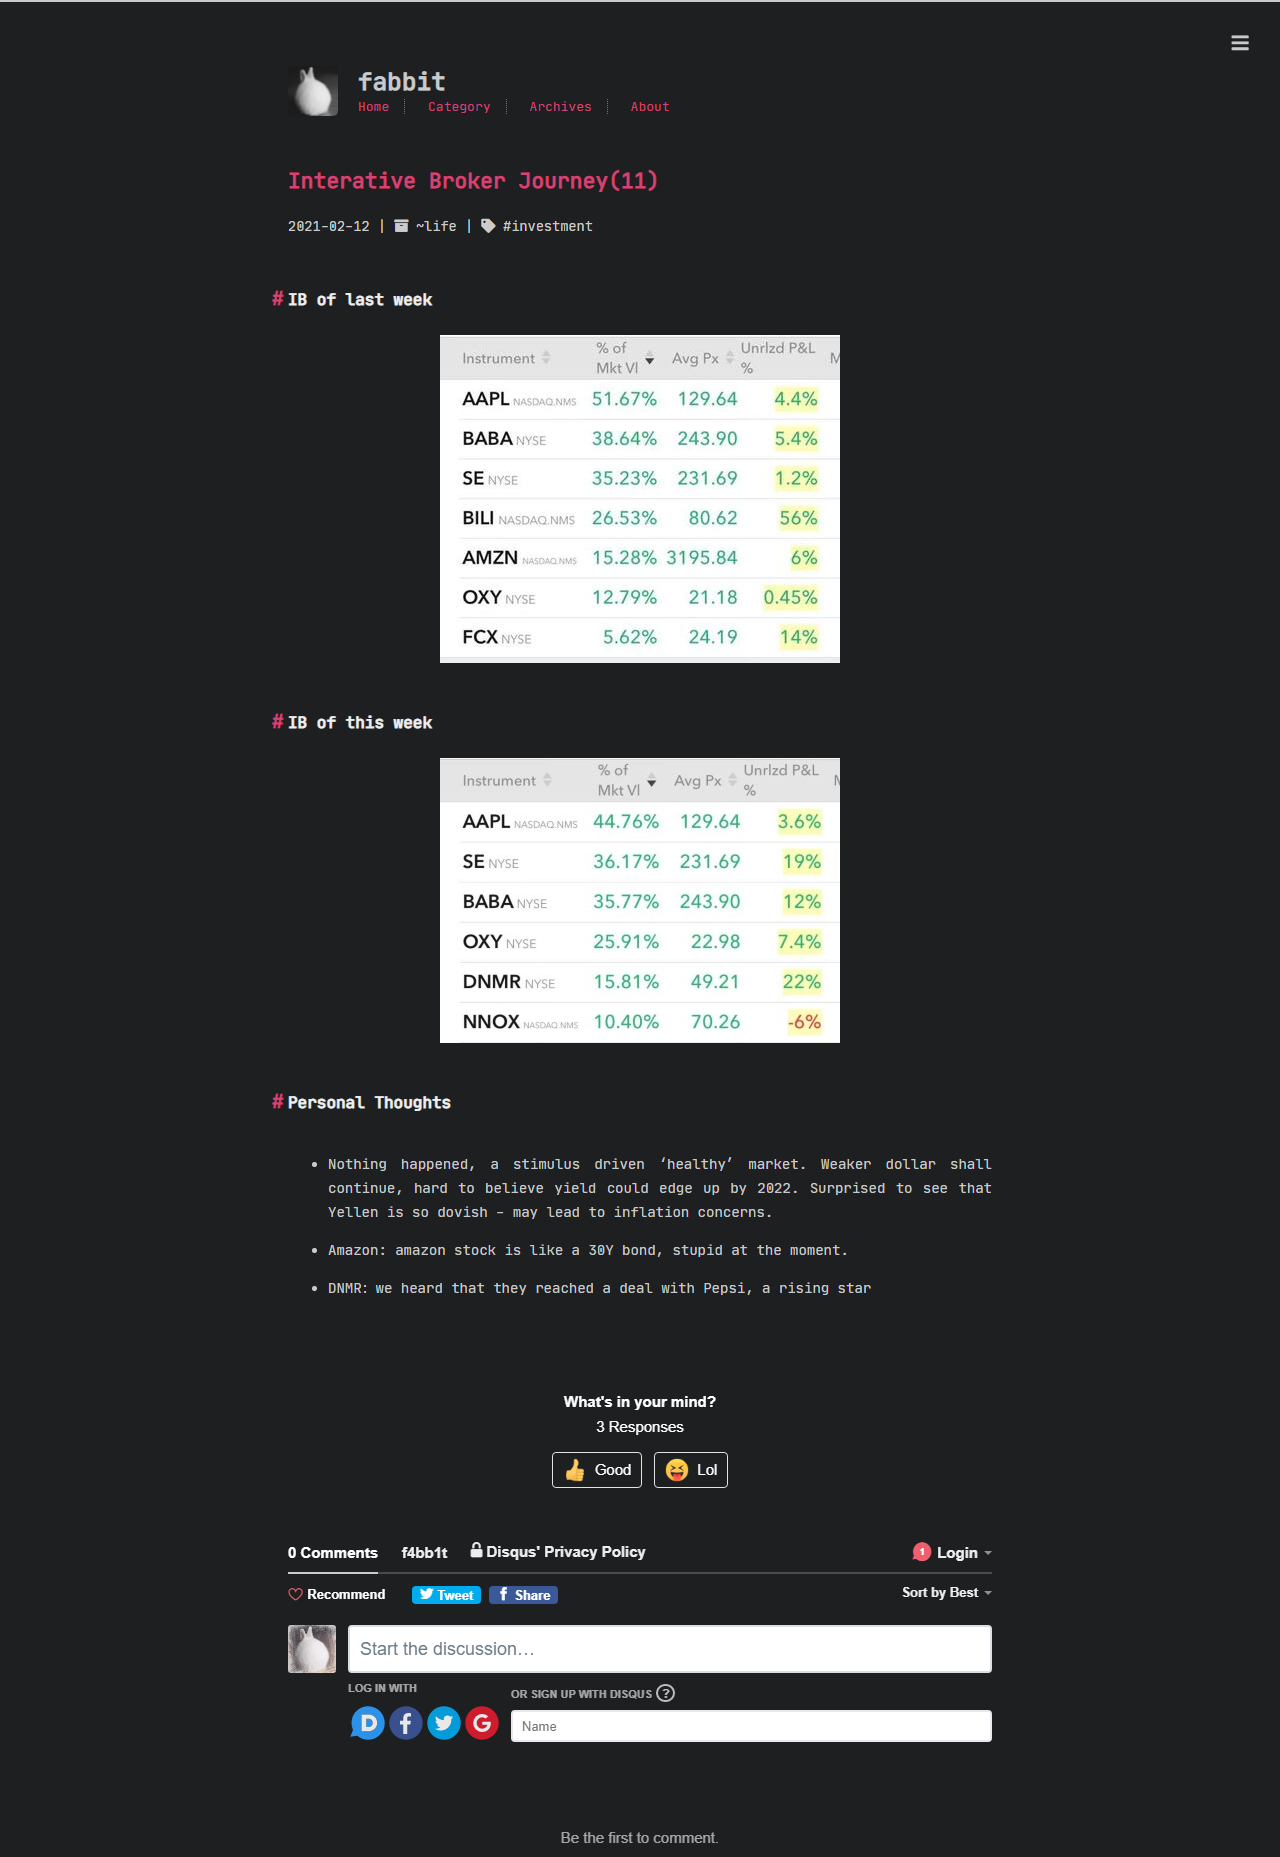 fabbit
Home Category Archives About
Interative Broker Journey(11)
2021-02-12 | ~life | #investment
# IB of last week
Instrument % of Mkt Vl Avg Px Unrlzd P&L % M
AAPL NASDAQ.NMS 51.67% 129.64 4.4%
BABA NYSE 38.64% 243.90 5.4%
SE NYSE 35.23% 231.69 1.2%
BILI NASDAQ.NMS 26.53% 80.62 56%
AMZN NASDAQ.NMS 15.28% 3195.84 6%
OXY NYSE 12.79% 21.18 0.45%
FCX NYSE 5.62% 24.19 14%
# IB of this week
Instrument % of Mkt Vl Avg Px Unrlzd P&L % M
AAPL NASDAQ.NMS 44.76% 129.64 3.6%
SE NYSE 36.17% 231.69 19%
BABA NYSE 35.77% 243.90 12%
OXY NYSE 25.91% 22.98 7.4%
DNMR NYSE 15.81% 49.21 22%
NNOX NASDAQ.NMS 10.40% 70.26 -6%
# Personal Thoughts
• Nothing happened, a stimulus driven ‘healthy’ market. Weaker dollar shall
continue, hard to believe yield could edge up by 2022. Surprised to see that
Yellen is so dovish – may lead to inflation concerns.
• Amazon: amazon stock is like a 30Y bond, stupid at the moment.
• DNMR: we heard that they reached a deal with Pepsi, a rising star
What's in your mind?
3 Responses
Good Lol
0 Comments f4bb1t Disqus' Privacy Policy 1 Login
Recommend Tweet f Share Sort by Best
Start the discussion…
LOG IN WITH
OR SIGN UP WITH DISQUS ?
D f G
Name
Be the first to comment.